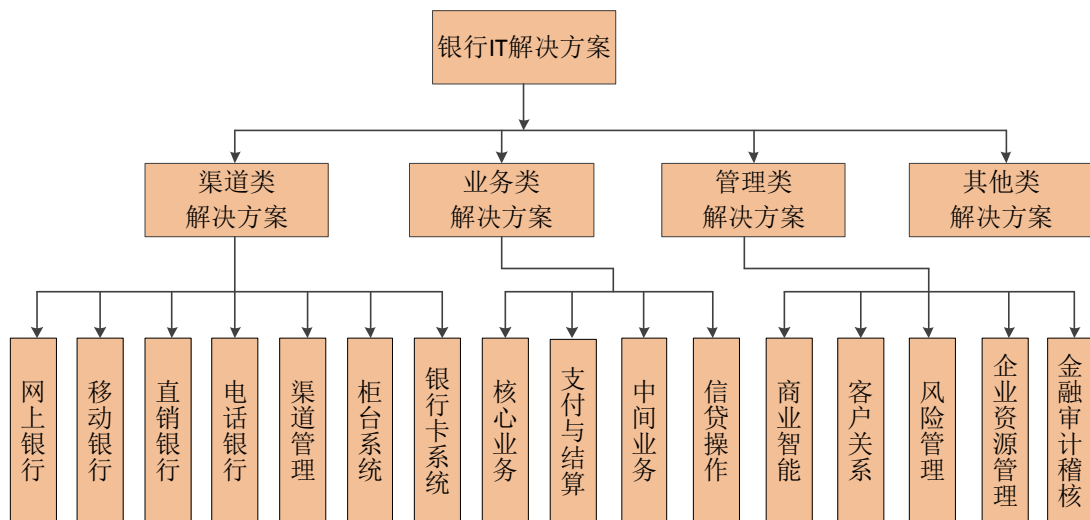 银行IT解决方案
渠道类
解决方案
业务类
解决方案
管理类
解决方案
其他类
解决方案
网上银行
移动银行
直销银行
电话银行
渠道管理
柜台系统
银行卡系统
核心业务
支付与结算
中间业务
信贷操作
商业智能
客户关系
风险管理
企业资源管理
金融审计稽核